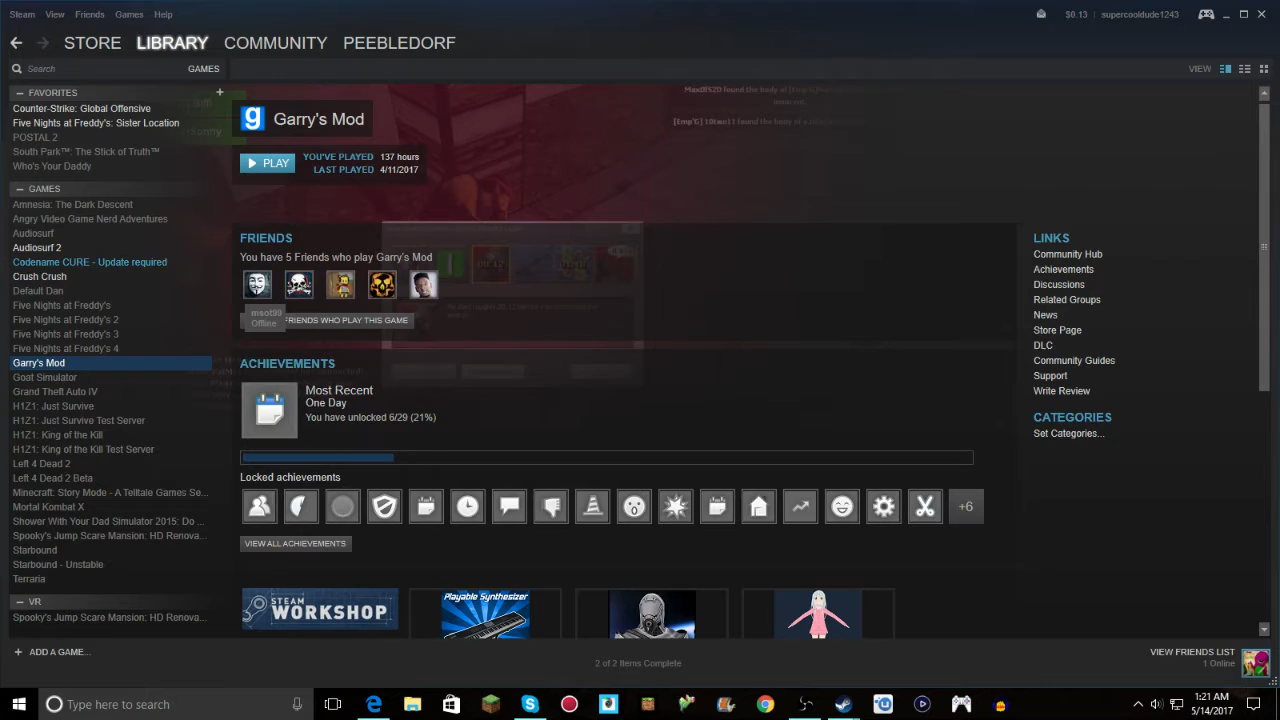 Steam View Friends Games Help
$0.13 supercooldude1243
STORE LIBRARY COMMUNITY PEEBLEDORF
Search GAMES
VIEW
— FAVORITES +
Counter-Strike: Global Offensive
Five Nights at Freddy's: Sister Location
POSTAL 2
South Park™: The Stick of Truth™
Who's Your Daddy
— GAMES
Amnesia: The Dark Descent
Angry Video Game Nerd Adventures
Audiosurf
Audiosurf 2
Codename CURE - Update required
Crush Crush
Default Dan
Five Nights at Freddy's
Five Nights at Freddy's 2
Five Nights at Freddy's 3
Five Nights at Freddy's 4
Garry's Mod
Goat Simulator
Grand Theft Auto IV
H1Z1: Just Survive
H1Z1: Just Survive Test Server
H1Z1: King of the Kill
H1Z1: King of the Kill Test Server
Left 4 Dead 2
Left 4 Dead 2 Beta
Minecraft: Story Mode - A Telltale Games Se...
Mortal Kombat X
Shower With Your Dad Simulator 2015: Do ...
Spooky's Jump Scare Mansion: HD Renova...
Starbound
Starbound - Unstable
Terraria
— VR
Spooky's Jump Scare Mansion: HD Renova...
+ ADD A GAME...
g Garry's Mod
PLAY
YOU'VE PLAYED 137 hours
LAST PLAYED 4/11/2017
found the body of
found the body of
FRIENDS
You have 5 Friends who play Garry's Mod
msot99
Offline
FRIENDS WHO PLAY THIS GAME
ACHIEVEMENTS
Most Recent
One Day
You have unlocked 6/29 (21%)
Locked achievements
+6
VIEW ALL ACHIEVEMENTS
STEAM WORKSHOP
Playable Synthesizer
LINKS
Community Hub
Achievements
Discussions
Related Groups
News
Store Page
DLC
Community Guides
Support
Write Review
CATEGORIES
Set Categories...
2 of 2 Items Complete
VIEW FRIENDS LIST
1 Online
Type here to search
1:21 AM
5/14/2017